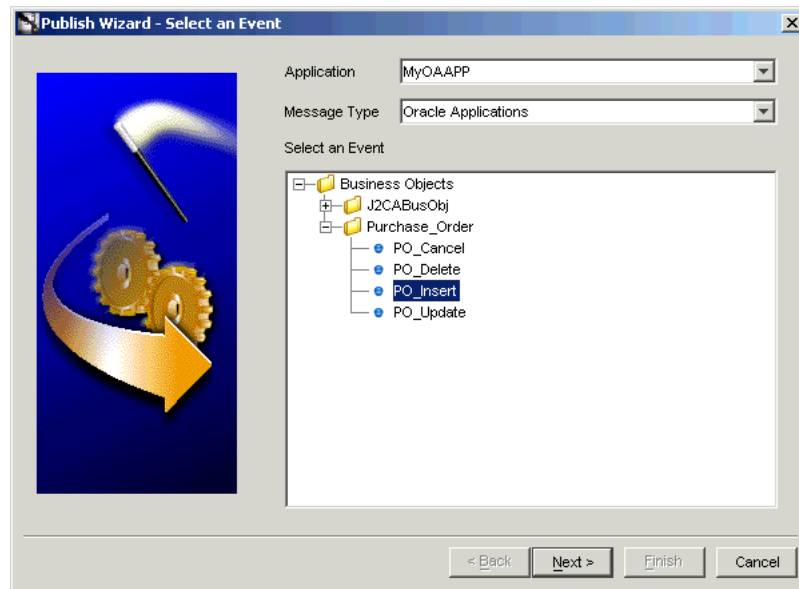 Publish Wizard - Select an Event
Application MyOAAPP
Message Type Oracle Applications
Select an Event
Business Objects
J2CABusObj
Purchase_Order
PO_Cancel
PO_Delete
PO_Insert
PO_Update
< Back Next > Finish Cancel